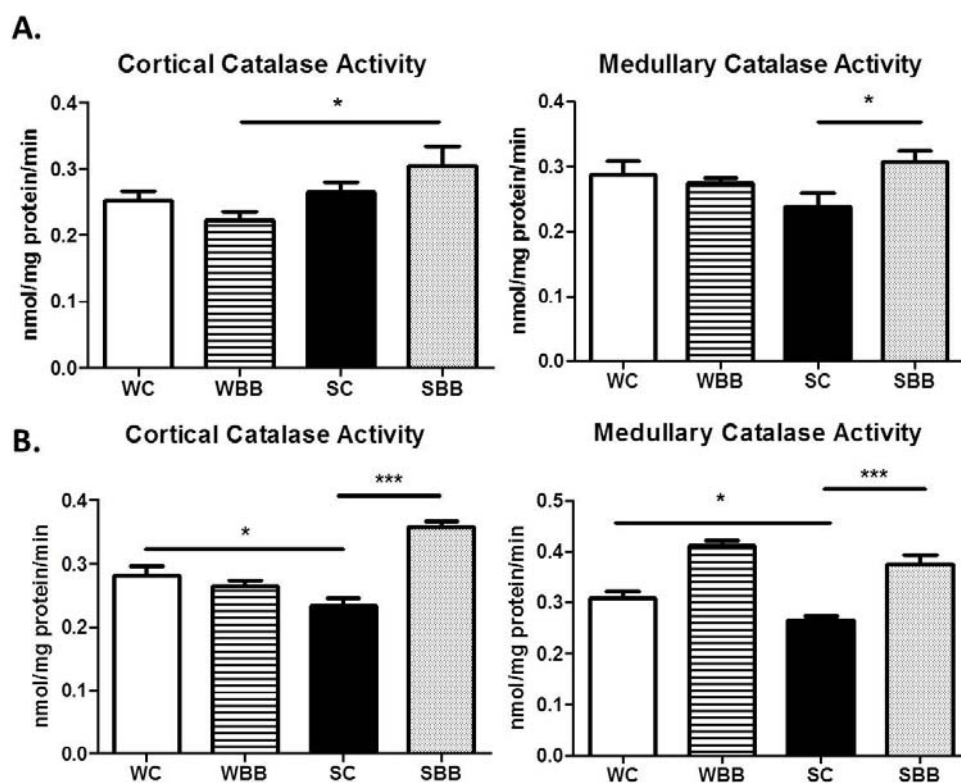 A.
Cortical Catalase Activity
nmol/mg protein/min
0.4
0.3
0.2
0.1
0.0
*
WC WBB SC SBB
Medullary Catalase Activity
nmol/mg protein/min
0.4
0.3
0.2
0.1
0.0
*
WC WBB SC SBB
B.
Cortical Catalase Activity
nmol/mg protein/min
0.4
0.3
0.2
0.1
0.0
*
***
WC WBB SC SBB
Medullary Catalase Activity
nmol/mg protein/min
0.5
0.4
0.3
0.2
0.1
0.0
*
***
WC WBB SC SBB